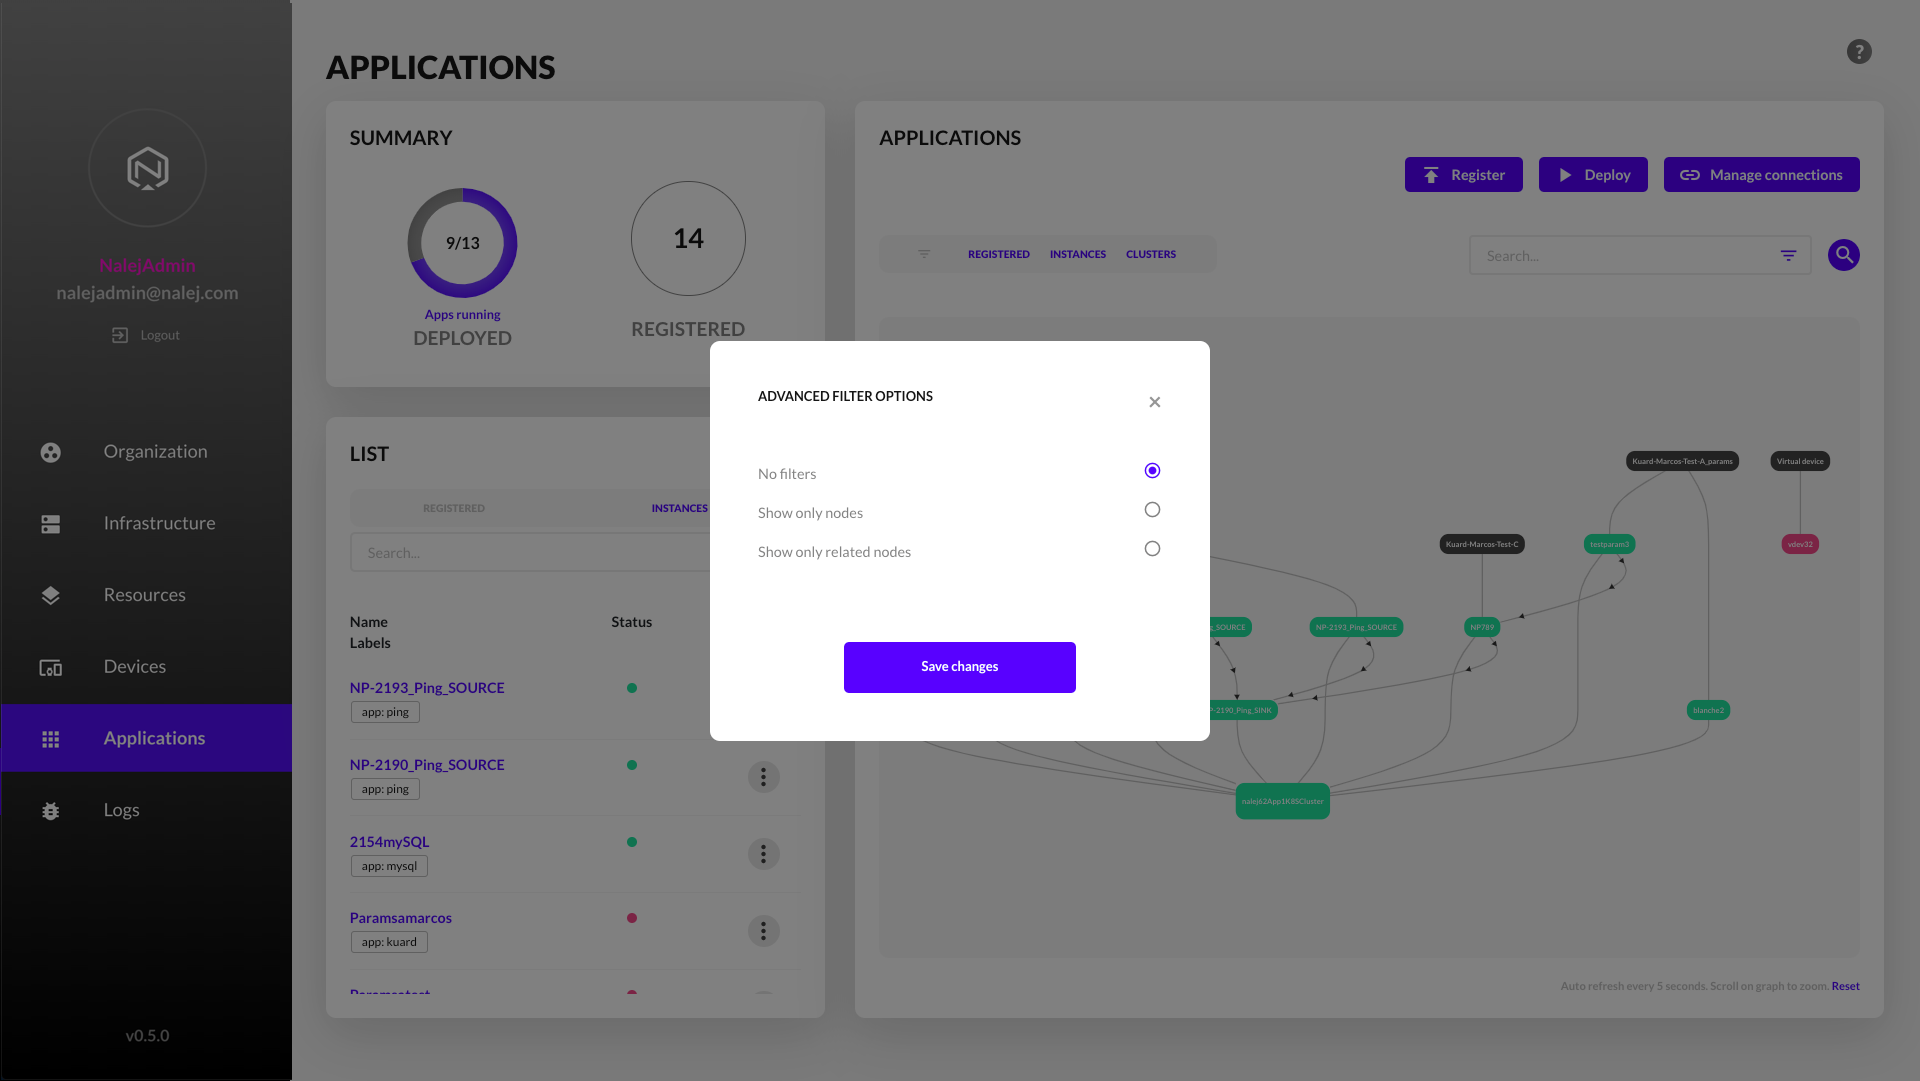 NalejAdmin
nalejadmin@nalej.com
Logout
Organization
Infrastructure
Resources
Devices
Applications
Logs
v0.5.0
APPLICATIONS
?
SUMMARY
9/13
Apps running
DEPLOYED
14
REGISTERED
LIST
REGISTERED
INSTANCES
Search...
Name
Labels
Status
NP-2193_Ping_SOURCE
app: ping
NP-2190_Ping_SOURCE
app: ping
2154mySQL
app: mysql
Paramsamarcos
app: kuard
APPLICATIONS
Register
Deploy
Manage connections
REGISTERED
INSTANCES
CLUSTERS
Search...
ADVANCED FILTER OPTIONS
No filters
Show only nodes
Show only related nodes
Save changes
Kuard-Marcos-Test-A_params
Virtual device
Kuard-Marcos-Test-C
testparam3
vdev32
SOURCE
NP-2193_Ping_SOURCE
NP789
-2190_Ping_SINK
blanche2
nalej62App1K8SCluster
Auto refresh every 5 seconds. Scroll on graph to zoom. Reset